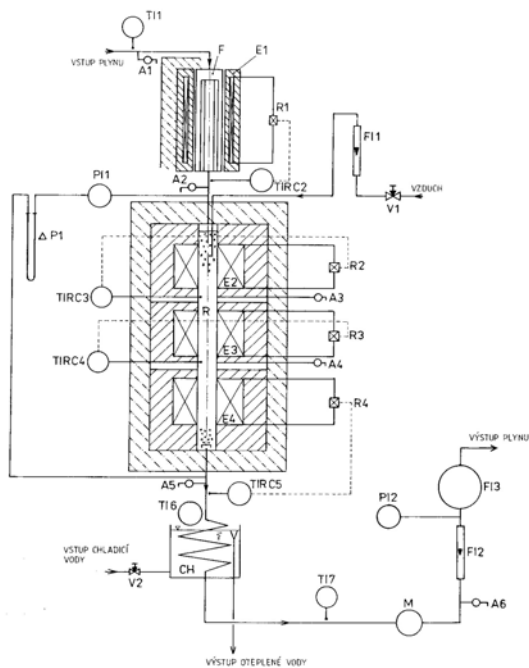 TI1
F
E1
VSTUP PLYNU
A1
R1
FI1
A2
TIRC2
PI1
V1
VZDUCH
Δ P1
R2
E2
TIRC3
A3
R
R3
E3
TIRC4
A4
R4
E4
VÝSTUP PLYNU
A5
TIRC5
FI3
TI6
PI2
VSTUP CHLADICÍ
VODY
FI2
V2
CH
TI7
M
A6
VÝSTUP OTEPLENÉ VODY